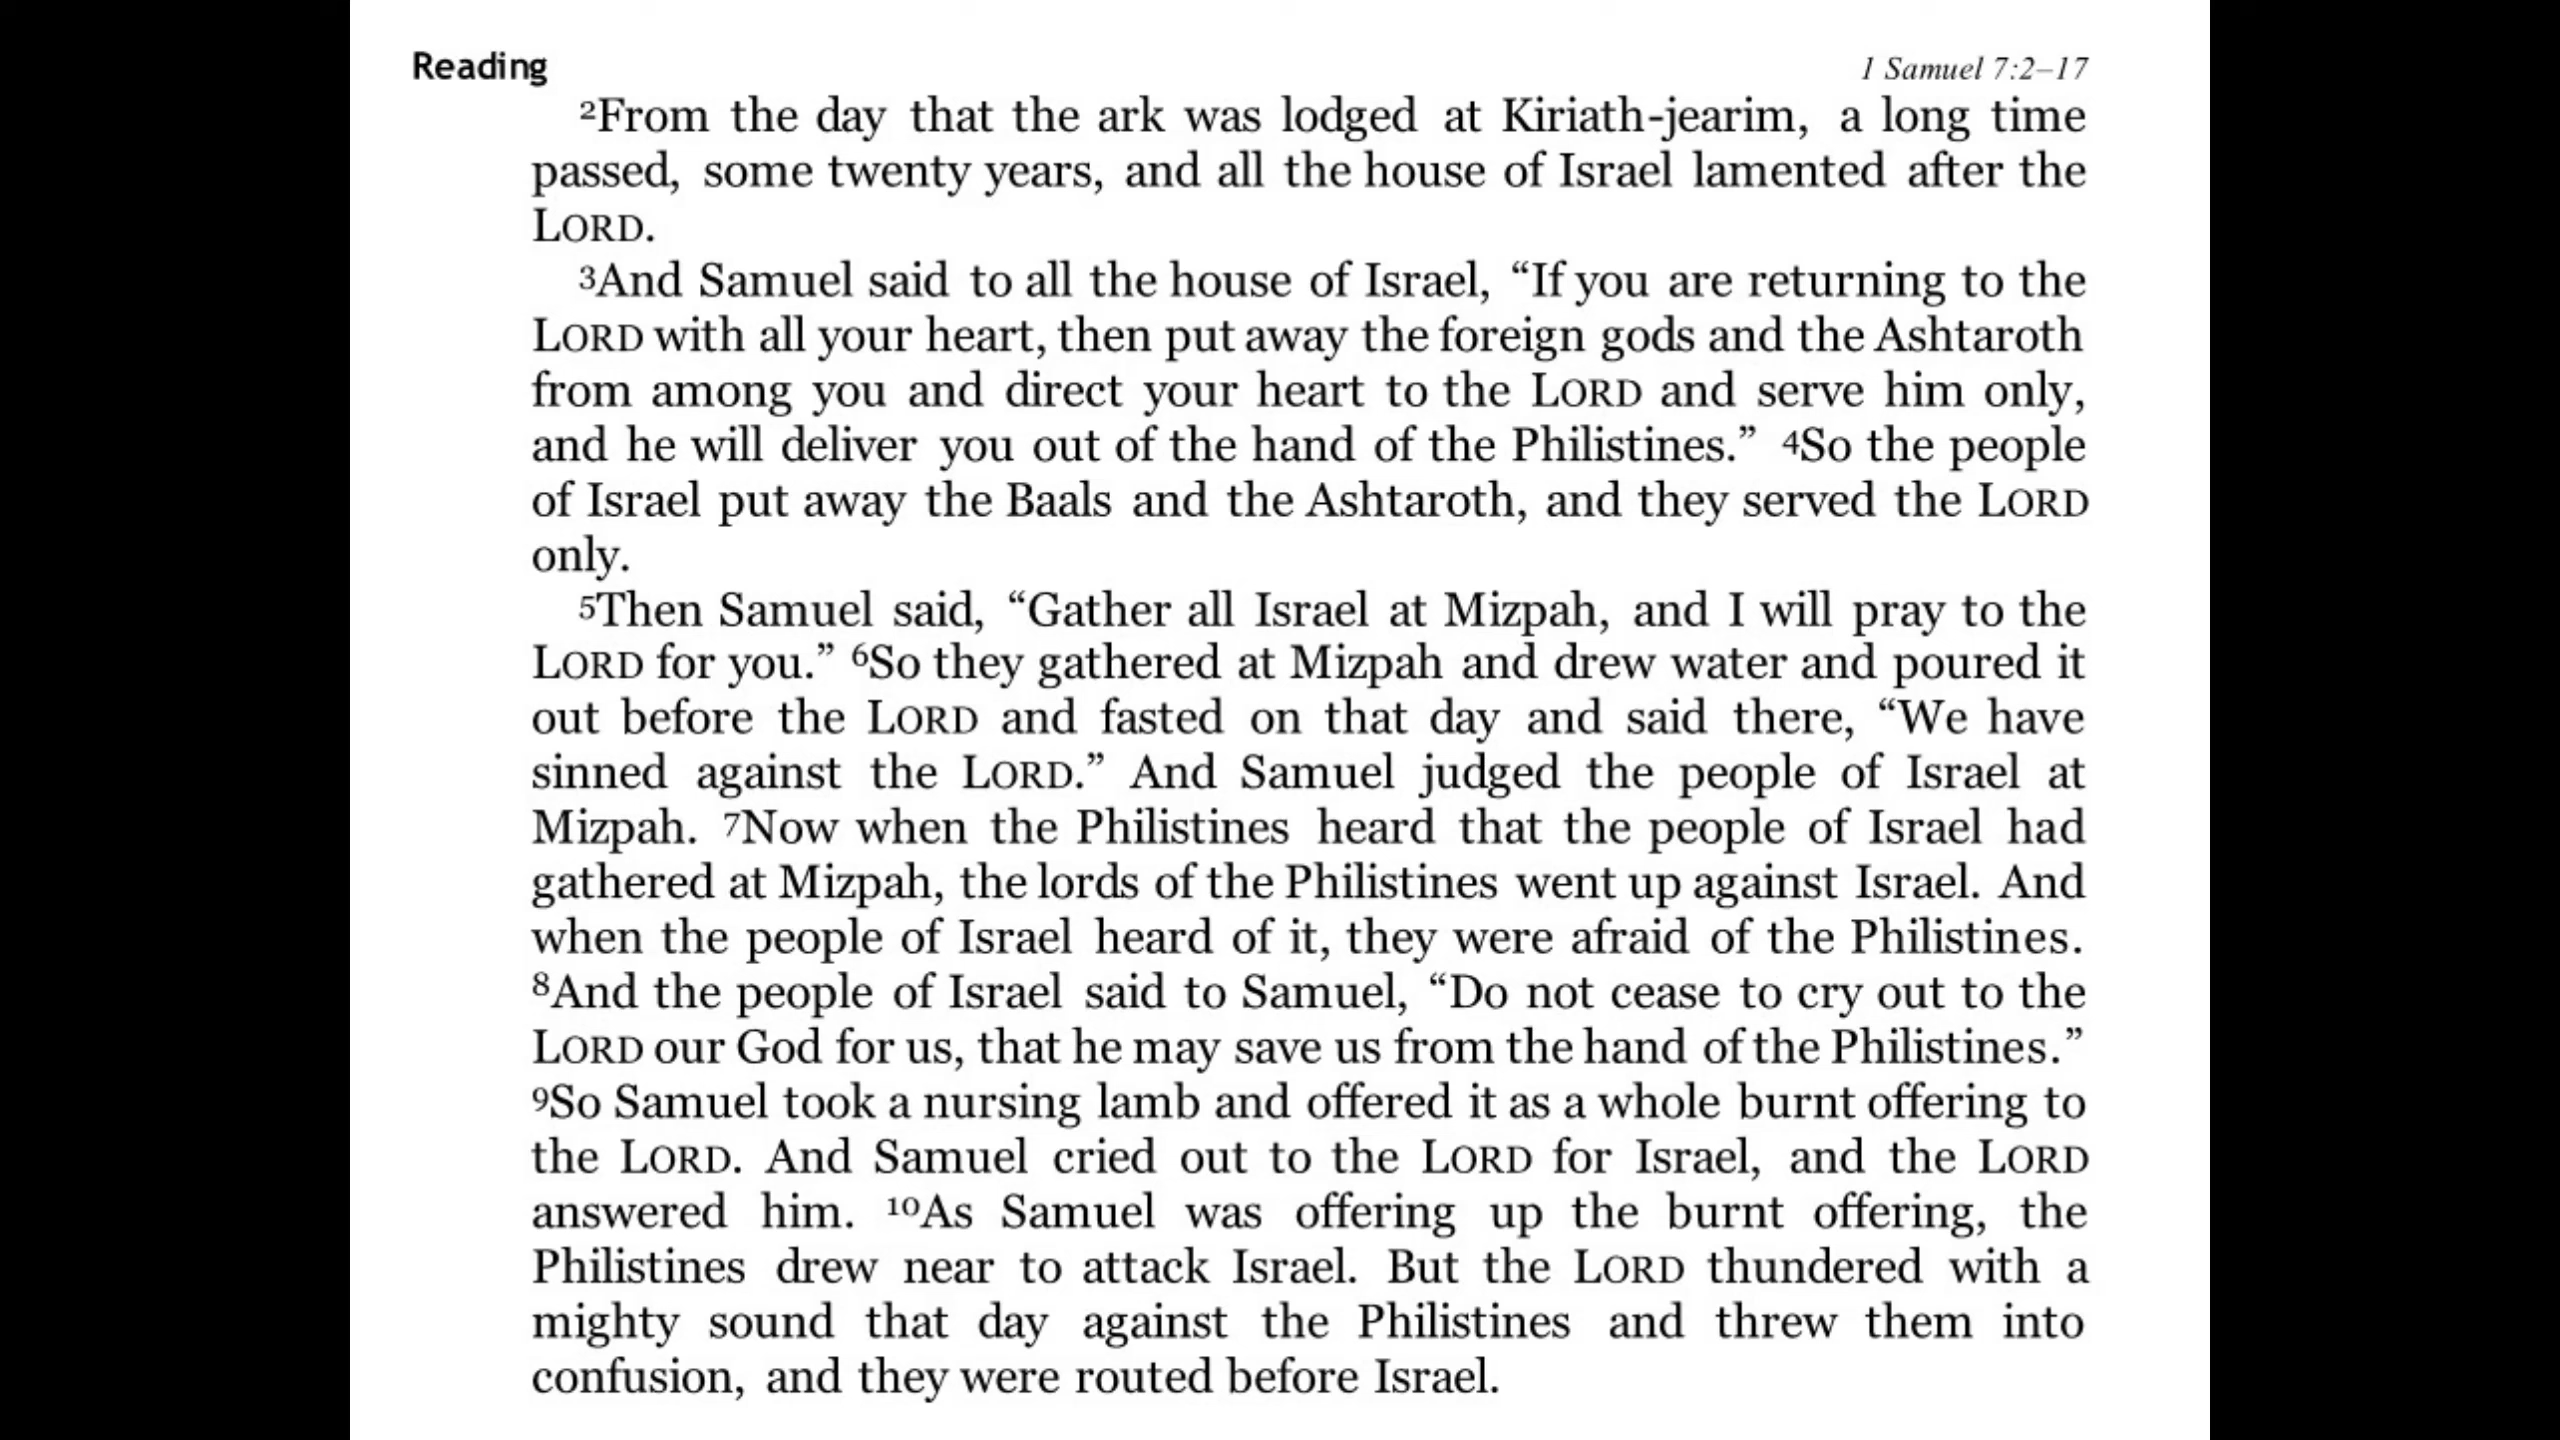 Reading
1 Samuel 7:2–17
²From the day that the ark was lodged at Kiriath-jearim, a long time
passed, some twenty years, and all the house of Israel lamented after the
LORD.
³And Samuel said to all the house of Israel, “If you are returning to the
LORD with all your heart, then put away the foreign gods and the Ashtaroth
from among you and direct your heart to the LORD and serve him only,
and he will deliver you out of the hand of the Philistines.” ⁴So the people
of Israel put away the Baals and the Ashtaroth, and they served the LORD
only.
⁵Then Samuel said, “Gather all Israel at Mizpah, and I will pray to the
LORD for you.” ⁶So they gathered at Mizpah and drew water and poured it
out before the LORD and fasted on that day and said there, “We have
sinned against the LORD.” And Samuel judged the people of Israel at
Mizpah. ⁷Now when the Philistines heard that the people of Israel had
gathered at Mizpah, the lords of the Philistines went up against Israel. And
when the people of Israel heard of it, they were afraid of the Philistines.
⁸And the people of Israel said to Samuel, “Do not cease to cry out to the
LORD our God for us, that he may save us from the hand of the Philistines.”
⁹So Samuel took a nursing lamb and offered it as a whole burnt offering to
the LORD. And Samuel cried out to the LORD for Israel, and the LORD
answered him. ¹⁰As Samuel was offering up the burnt offering, the
Philistines drew near to attack Israel. But the LORD thundered with a
mighty sound that day against the Philistines and threw them into
confusion, and they were routed before Israel.